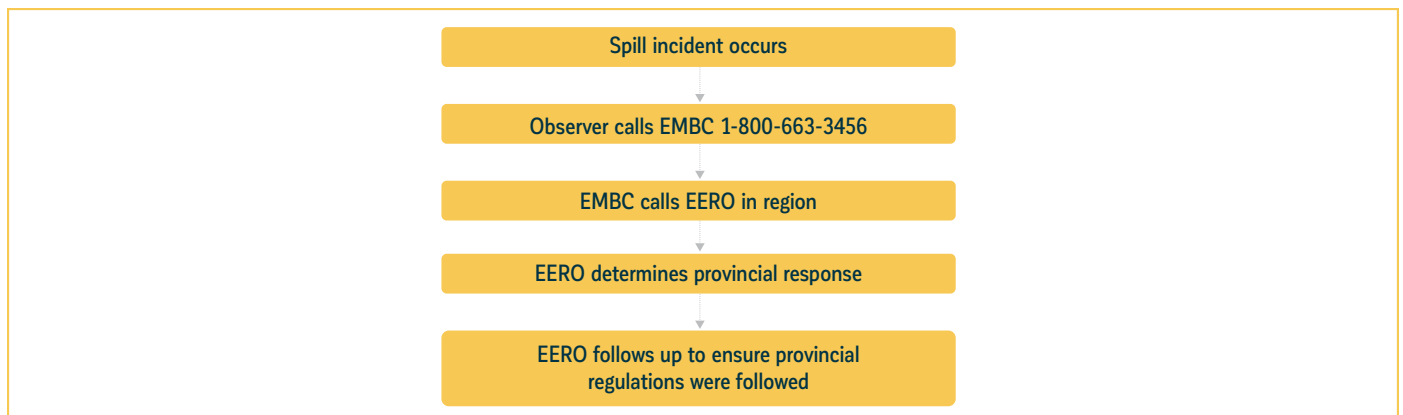 Spill incident occurs
Observer calls EMBC 1-800-663-3456
EMBC calls EERO in region
EERO determines provincial response
EERO follows up to ensure provincial
regulations were followed